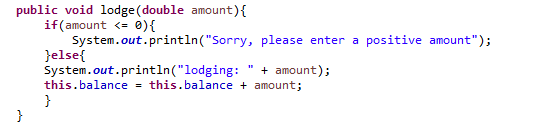 public void lodge(double amount){
    if(amount <= 0){
        System.out.println("Sorry, please enter a positive amount");
    }else{
    System.out.println("lodging: " + amount);
    this.balance = this.balance + amount;
    }
}